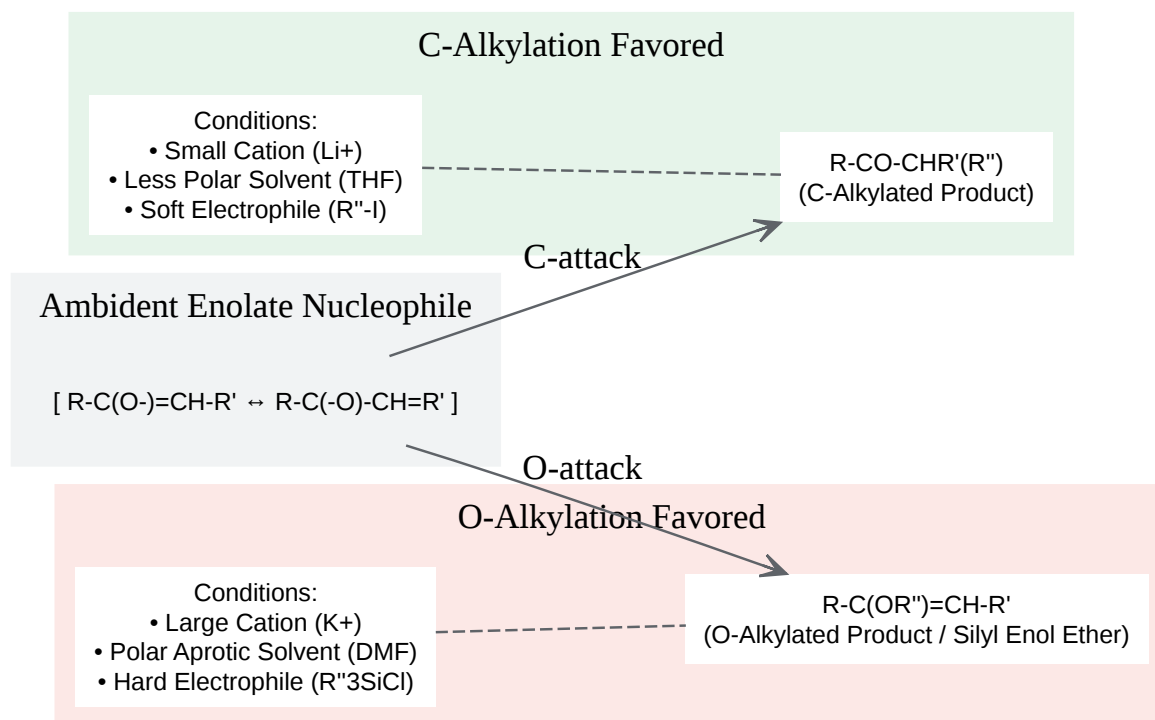 C-Alkylation Favored
Conditions:
• Small Cation (Li+)
• Less Polar Solvent (THF)
• Soft Electrophile (R"-I)
R-CO-CHR'(R")
(C-Alkylated Product)
C-attack
Ambident Enolate Nucleophile
[ R-C(O-)=CH-R' ↔ R-C(-O)-CH=R' ]
O-attack
O-Alkylation Favored
Conditions:
• Large Cation (K+)
• Polar Aprotic Solvent (DMF)
• Hard Electrophile (R"3SiCl)
R-C(OR")=CH-R'
(O-Alkylated Product / Silyl Enol Ether)